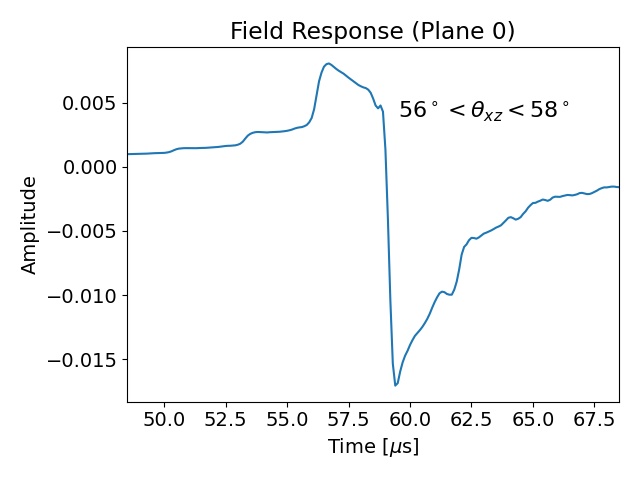 Field Response (Plane 0)
56° < θxz < 58°
0.005
0.000
−0.005
−0.010
−0.015
Amplitude
50.0 52.5 55.0 57.5 60.0 62.5 65.0 67.5
Time [μs]